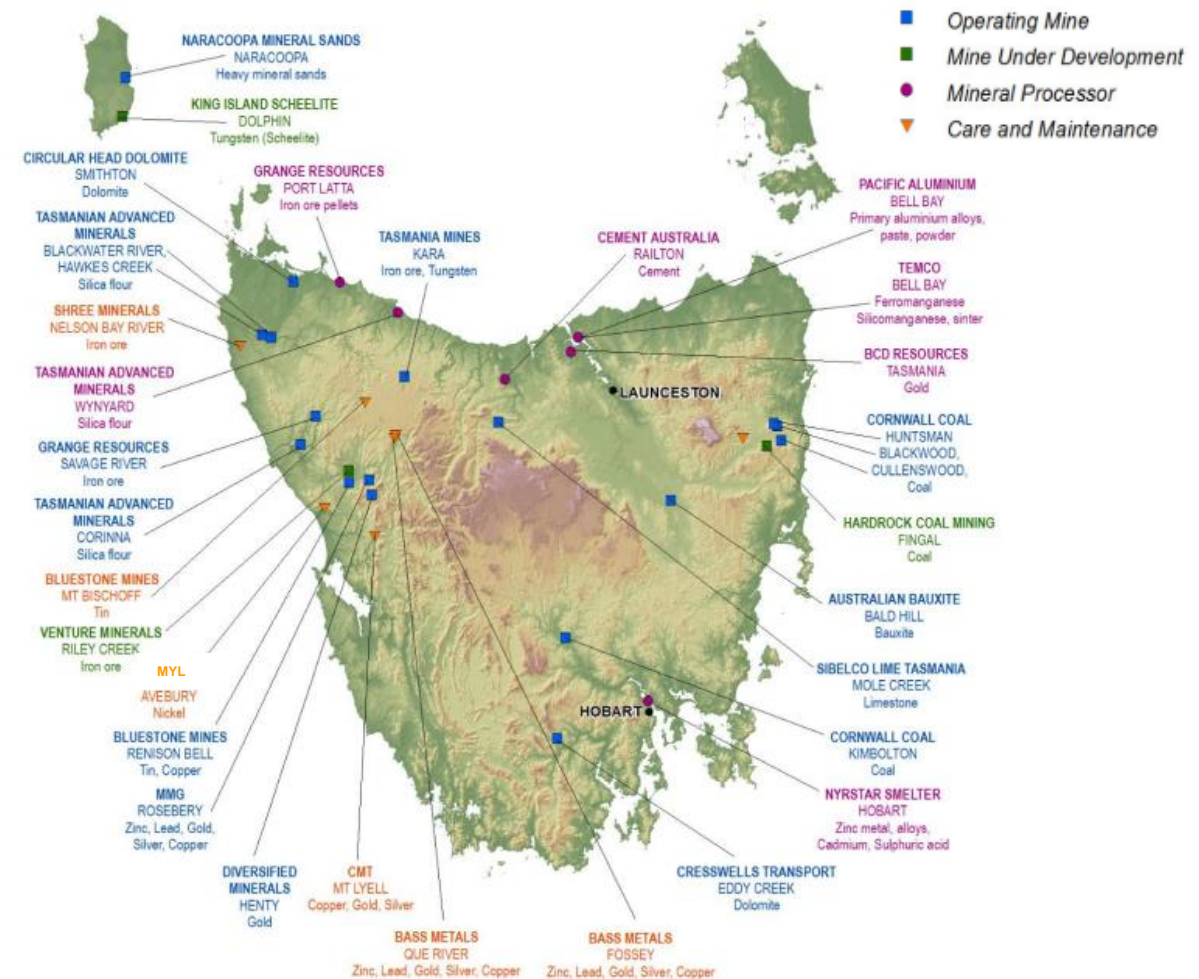 Operating Mine
Mine Under Development
Mineral Processor
Care and Maintenance
NARACOOPA MINERAL SANDS
NARACOOPA
Heavy mineral sands
KING ISLAND SCHEELITE
DOLPHIN
Tungsten (Scheelite)
CIRCULAR HEAD DOLOMITE
SMITHTON
Dolomite
GRANGE RESOURCES
PORT LATTA
Iron ore pellets
TASMANIAN ADVANCED
MINERALS
BLACKWATER RIVER,
HAWKES CREEK
Silica flour
TASMANIA MINES
KARA
Iron ore, Tungsten
CEMENT AUSTRALIA
RAILTON
Cement
PACIFIC ALUMINIUM
BELL BAY
Primary aluminium alloys,
paste, powder
TEMCO
BELL BAY
Ferromanganese
Silicomanganese, sinter
SHREE MINERALS
NELSON BAY RIVER
Iron ore
BCD RESOURCES
TASMANIA
Gold
TASMANIAN ADVANCED
MINERALS
WYNYARD
Silica flour
LAUNCESTON
CORNWALL COAL
HUNTSMAN
BLACKWOOD,
CULLENSWOOD,
Coal
GRANGE RESOURCES
SAVAGE RIVER
Iron ore
TASMANIAN ADVANCED
MINERALS
CORINNA
Silica flour
HARDROCK COAL MINING
FINGAL
Coal
BLUESTONE MINES
MT BISCHOFF
Tin
AUSTRALIAN BAUXITE
BALD HILL
Bauxite
VENTURE MINERALS
RILEY CREEK
Iron ore
MYL
AVEBURY
Nickel
SIBELCO LIME TASMANIA
MOLE CREEK
Limestone
HOBART
BLUESTONE MINES
RENISON BELL
Tin, Copper
CORNWALL COAL
KIMBOLTON
Coal
MMG
ROSEBERY
Zinc, Lead, Gold,
Silver, Copper
NYRSTAR SMELTER
HOBART
Zinc metal, alloys,
Cadmium, Sulphuric acid
DIVERSIFIED
MINERALS
HENTY
Gold
CMT
MT LYELL
Copper, Gold, Silver
CRESSWELLS TRANSPORT
EDDY CREEK
Dolomite
BASS METALS
QUE RIVER
Zinc, Lead, Gold, Silver, Copper
BASS METALS
FOSSEY
Zinc, Lead, Gold, Silver, Copper